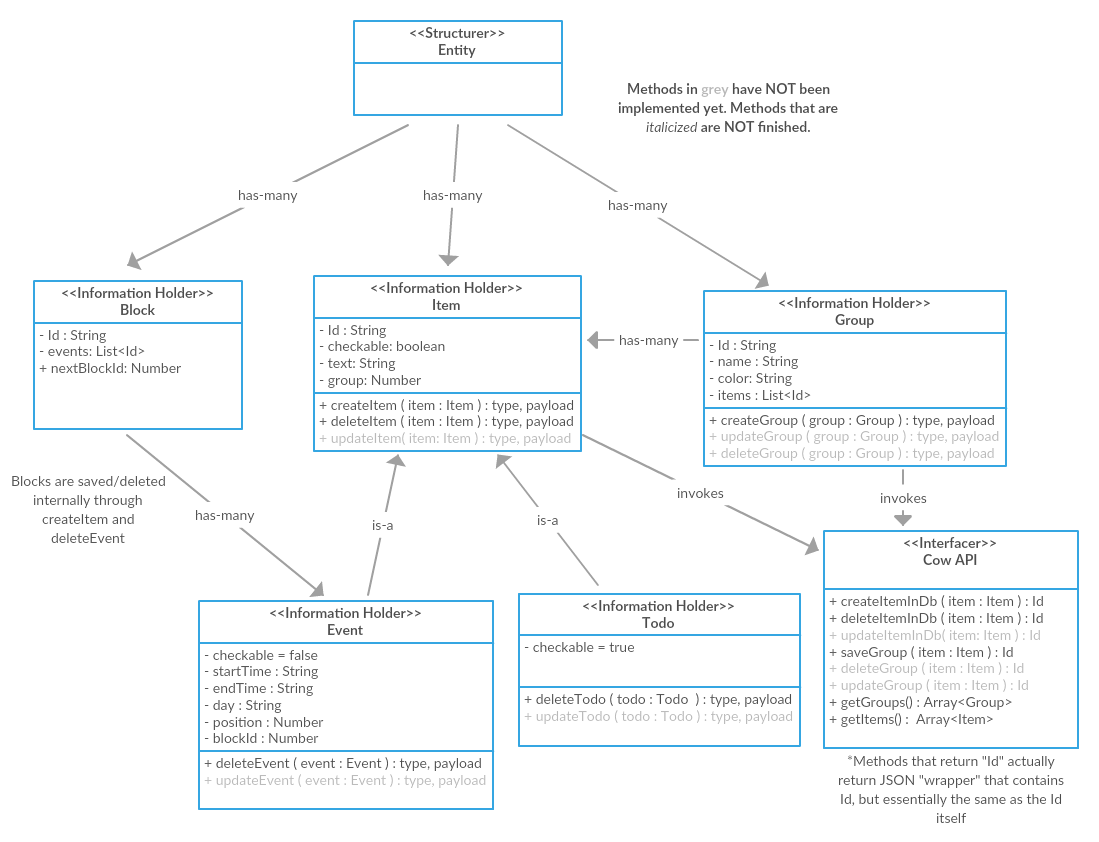 <<Structurer>>
Entity
Methods in grey have NOT been
implemented yet. Methods that are
italicized are NOT finished.
has-many
has-many
has-many
<<Information Holder>>
Block
- Id : String
- events: List<Id>
+ nextBlockId: Number
<<Information Holder>>
Item
- Id : String
- checkable: boolean
- text: String
- group: Number
+ createItem ( item : Item ) : type, payload
+ deleteItem ( item : Item ) : type, payload
+ updateItem( item: Item ) : type, payload
has-many
<<Information Holder>>
Group
- Id : String
- name : String
- color: String
- items : List<Id>
+ createGroup ( group : Group ) : type, payload
+ updateGroup ( group : Group ) : type, payload
+ deleteGroup ( group : Group ) : type, payload
Blocks are saved/deleted
internally through
createItem and
deleteEvent
has-many
is-a
is-a
invokes
invokes
<<Information Holder>>
Event
- checkable = false
- startTime : String
- endTime : String
- day : String
- position : Number
- blockId : Number
+ deleteEvent ( event : Event ) : type, payload
+ updateEvent ( event : Event ) : type, payload
<<Information Holder>>
Todo
- checkable = true
+ deleteTodo ( todo : Todo  ) : type, payload
+ updateTodo ( todo : Todo ) : type, payload
<<Interfacer>>
Cow API
+ createItemInDb ( item : Item ) : Id
+ deleteItemInDb ( item : Item ) : Id
+ updateItemInDb( item: Item ) : Id
+ saveGroup ( item : Item ) : Id
+ deleteGroup ( item : Item ) : Id
+ updateGroup ( item : Item ) : Id
+ getGroups() : Array<Group>
+ getItems() :  Array<Item>
*Methods that return "Id" actually
return JSON "wrapper" that contains
Id, but essentially the same as the Id
itself